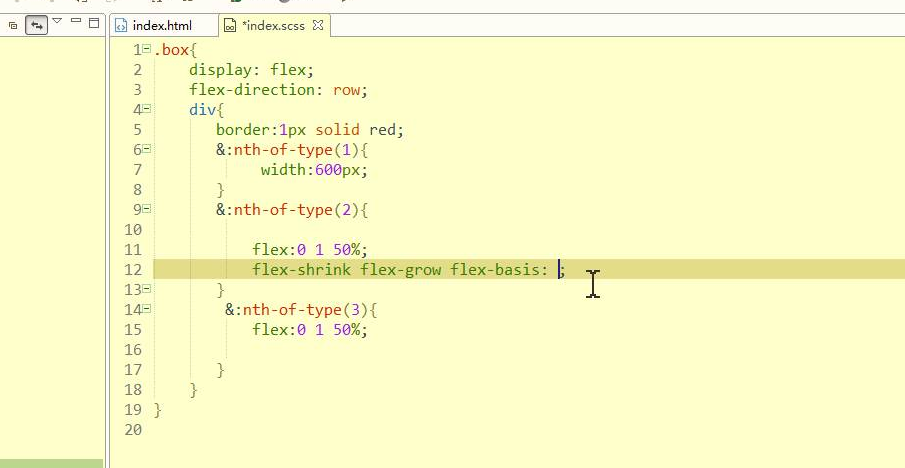 index.html
*index.scss
1 .box{
2 display: flex;
3 flex-direction: row;
4 div{
5 border:1px solid red;
6 &:nth-of-type(1){
7 width:600px;
8 }
9 &:nth-of-type(2){
10
11 flex:0 1 50%;
12 flex-shrink flex-grow flex-basis: ;
13 }
14 &:nth-of-type(3){
15 flex:0 1 50%;
16
17 }
18 }
19 }
20